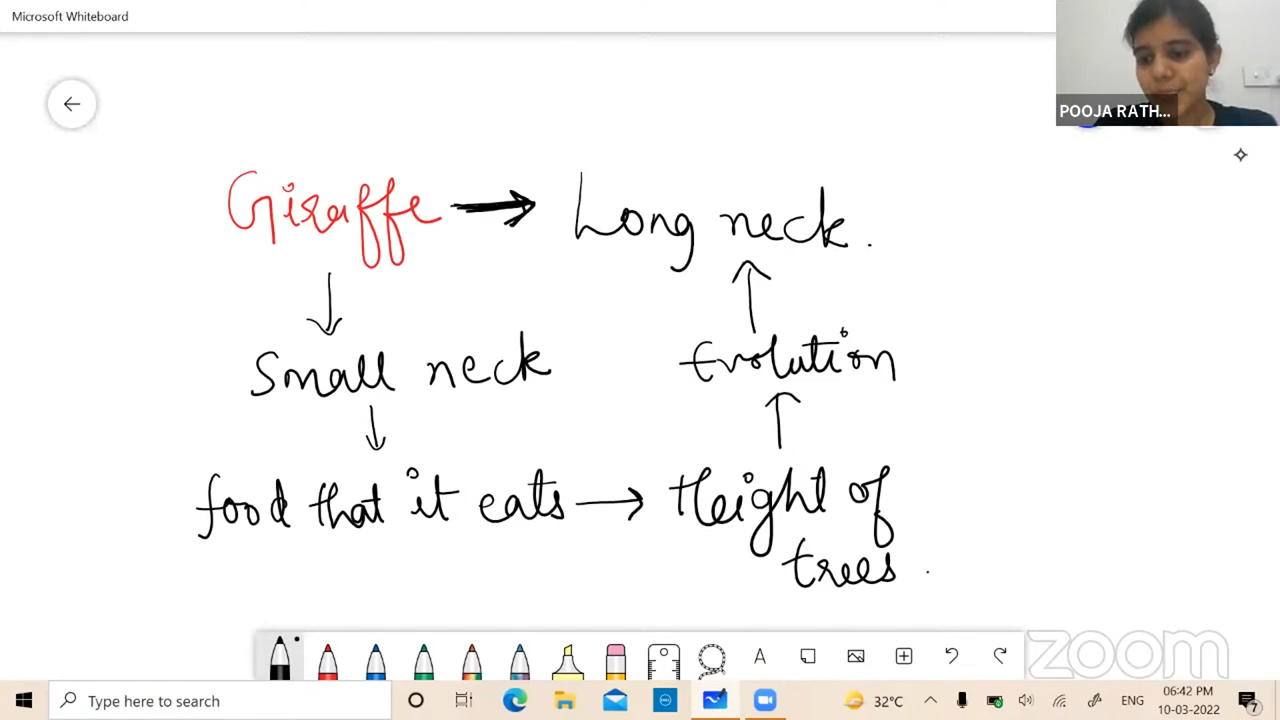 Microsoft Whiteboard
POOJA RATH...
Giraffe → Long neck.
Small neck
Evolution
food that it eats → Height of
trees.
zoom
Type here to search
32°C
ENG
06:42 PM
10-03-2022
7